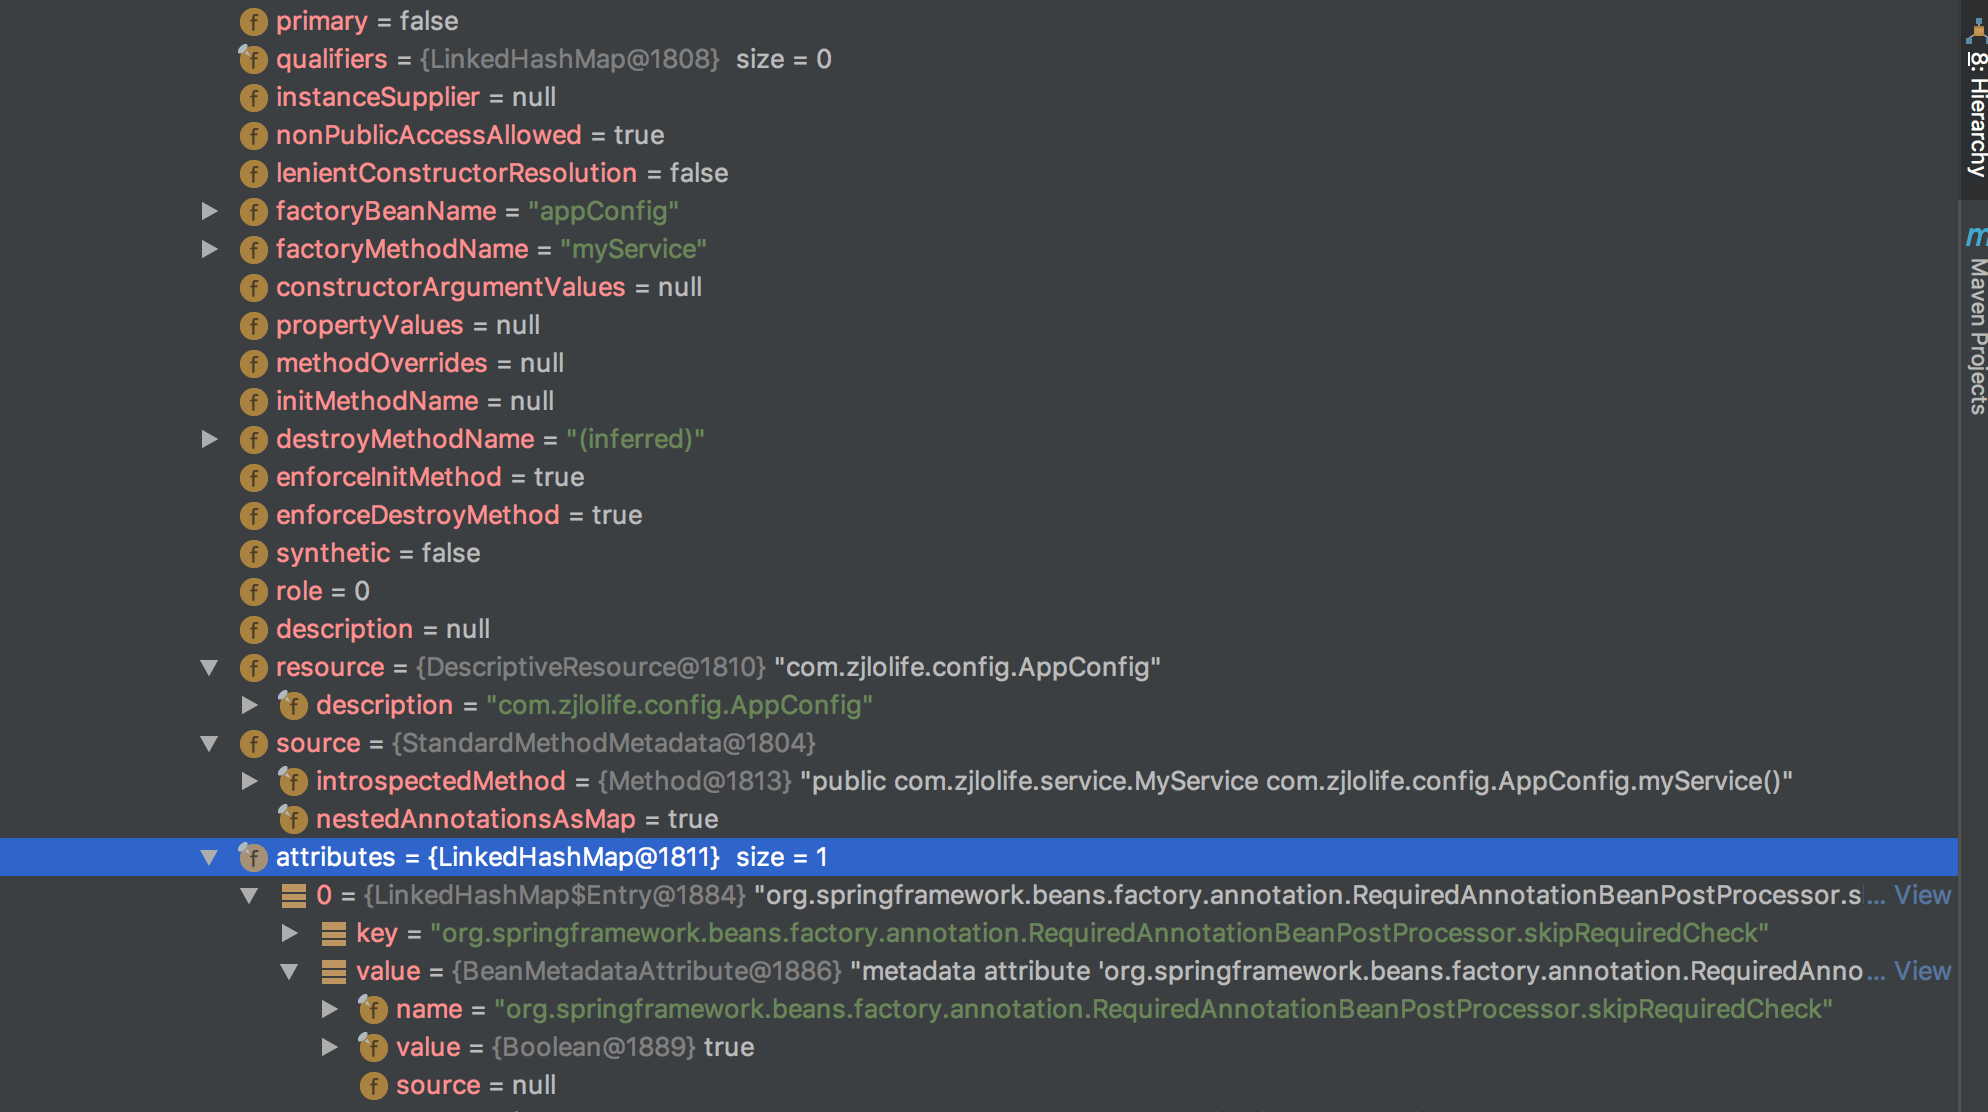 primary = false
qualifiers = {LinkedHashMap@1808} size = 0
instanceSupplier = null
nonPublicAccessAllowed = true
lenientConstructorResolution = false
factoryBeanName = "appConfig"
factoryMethodName = "myService"
constructorArgumentValues = null
propertyValues = null
methodOverrides = null
initMethodName = null
destroyMethodName = "(inferred)"
enforceInitMethod = true
enforceDestroyMethod = true
synthetic = false
role = 0
description = null
resource = {DescriptiveResource@1810} "com.zjlolife.config.AppConfig"
description = "com.zjlolife.config.AppConfig"
source = {StandardMethodMetadata@1804}
introspectedMethod = {Method@1813} "public com.zjlolife.service.MyService com.zjlolife.config.AppConfig.myService()"
nestedAnnotationsAsMap = true
attributes = {LinkedHashMap@1811} size = 1
0 = {LinkedHashMap$Entry@1884} "org.springframework.beans.factory.annotation.RequiredAnnotationBeanPostProcessor.s... View
key = "org.springframework.beans.factory.annotation.RequiredAnnotationBeanPostProcessor.skipRequiredCheck"
value = {BeanMetadataAttribute@1886} "metadata attribute 'org.springframework.beans.factory.annotation.RequiredAnno... View
name = "org.springframework.beans.factory.annotation.RequiredAnnotationBeanPostProcessor.skipRequiredCheck"
value = {Boolean@1889} true
source = null
8: Hierarchy
m Maven Projects